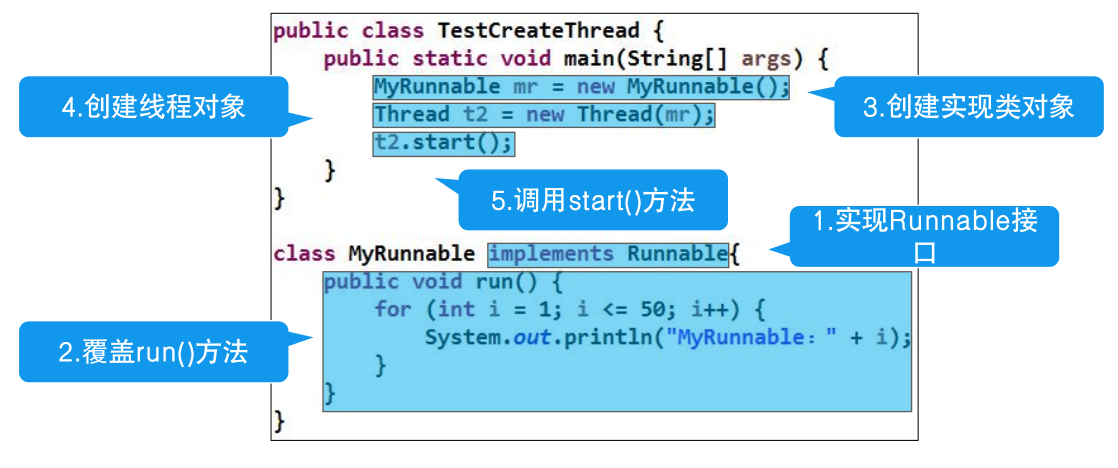 public class TestCreateThread {
public static void main(String[] args) {
MyRunnable mr = new MyRunnable();
4.创建线程对象
3.创建实现类对象
Thread t2 = new Thread(mr);
t2.start();
}
5.调用start()方法
}
1.实现Runnable接
口
class MyRunnable implements Runnable{
public void run() {
for (int i = 1; i <= 50; i++) {
System.out.println("MyRunnable：" + i);
2.覆盖run()方法
}
}
}